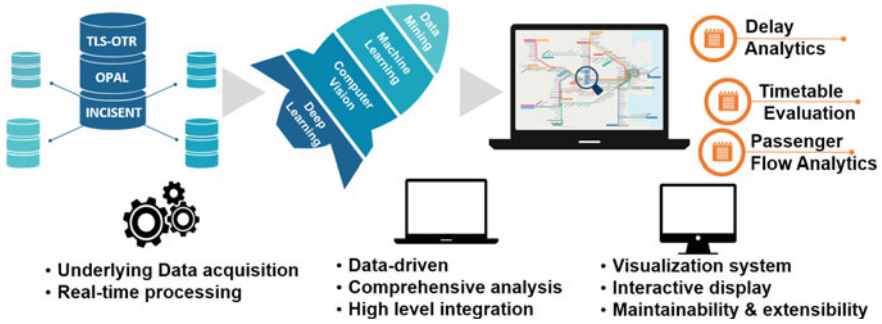 TLS-OTR
OPAL
INCISENT
Deep
Learning
Computer
Vision
Machine
Learning
Data
Mining
Delay
Analytics
Timetable
Evaluation
Passenger
Flow Analytics
• Underlying Data acquisition
• Real-time processing
• Data-driven
• Comprehensive analysis
• High level integration
• Visualization system
• Interactive display
• Maintainability & extensibility